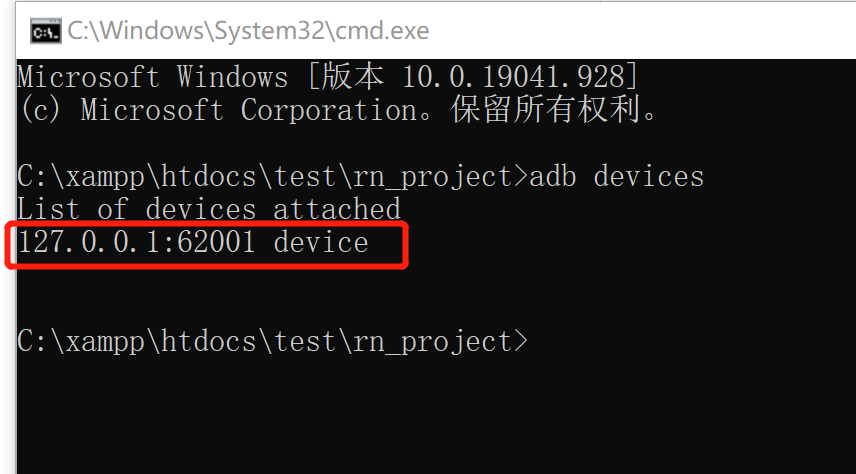 C:\Windows\System32\cmd.exe
Microsoft Windows [版本 10.0.19041.928]
(c) Microsoft Corporation。保留所有权利。
C:\xampp\htdocs\test\rn_project>adb devices
List of devices attached
127.0.0.1:62001 device
C:\xampp\htdocs\test\rn_project>